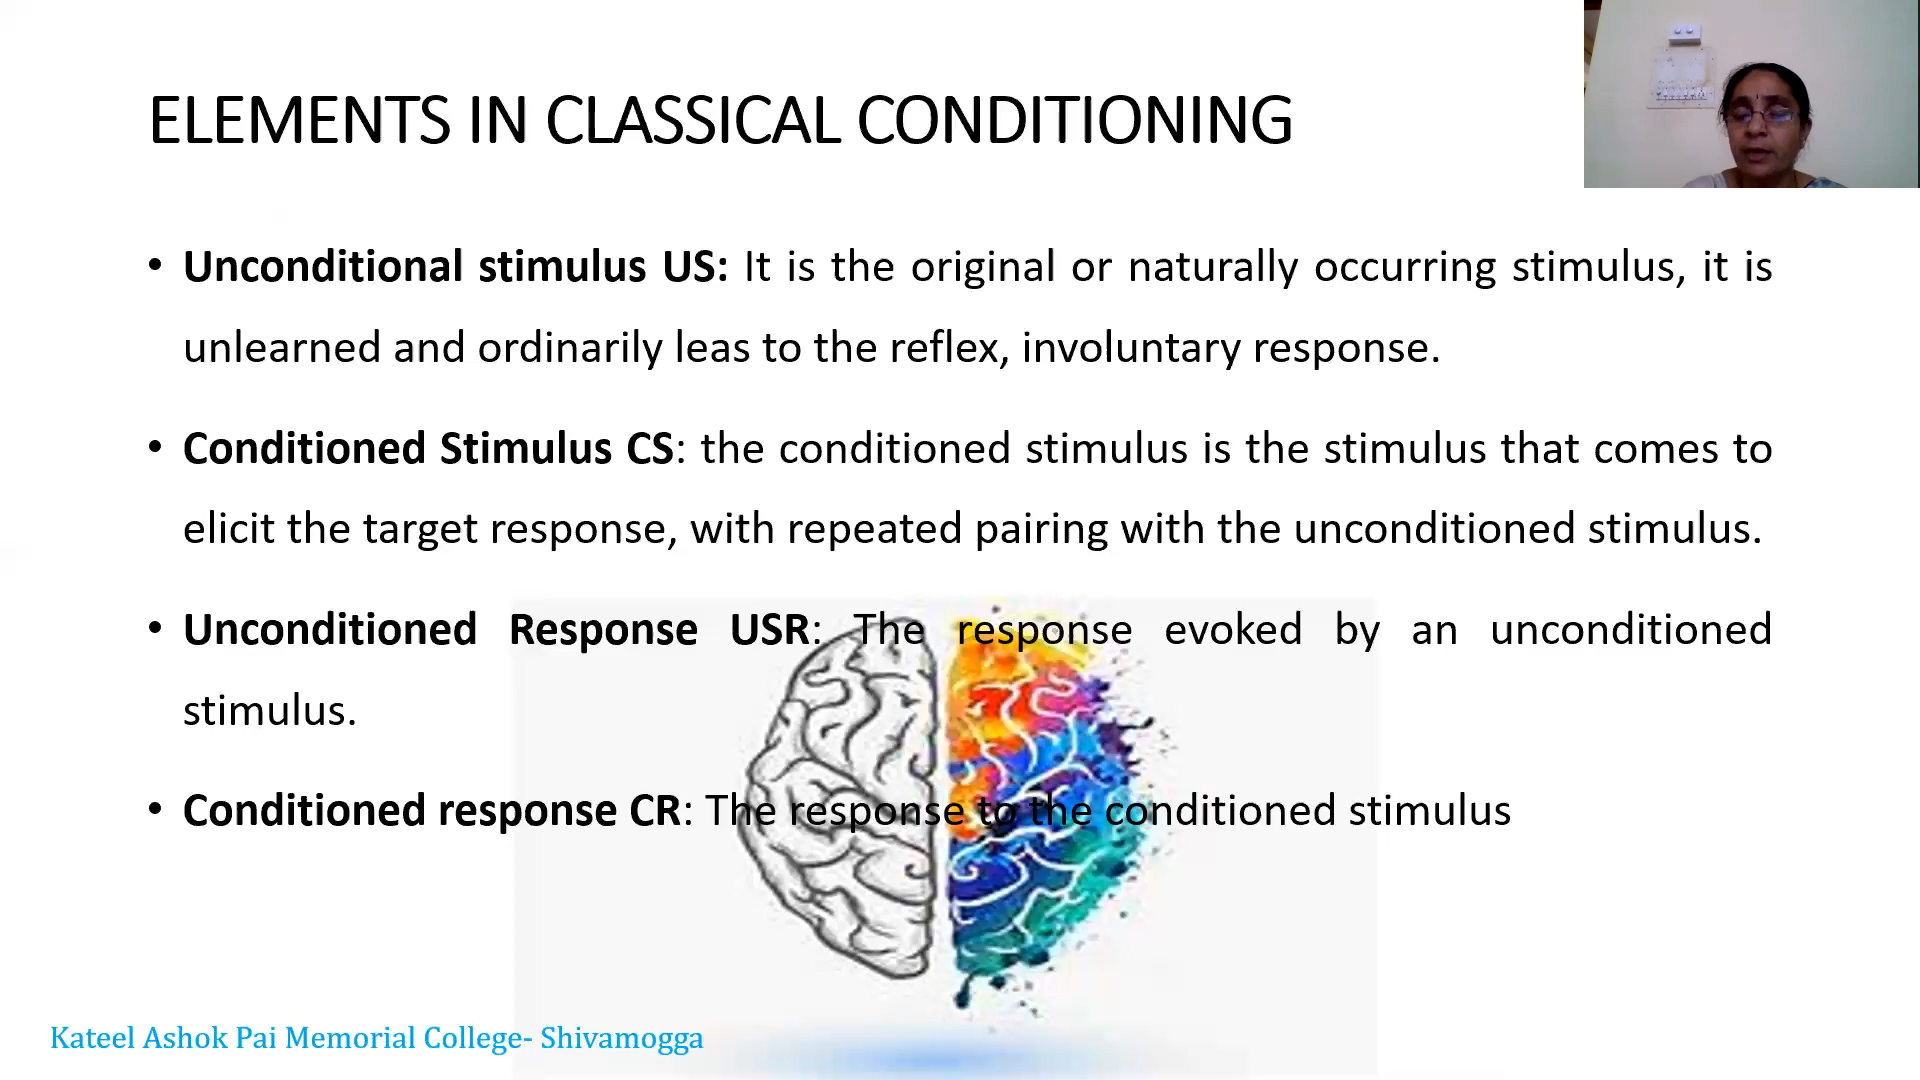 ELEMENTS IN CLASSICAL CONDITIONING
• Unconditional stimulus US: It is the original or naturally occurring stimulus, it is
unlearned and ordinarily leas to the reflex, involuntary response.
• Conditioned Stimulus CS: the conditioned stimulus is the stimulus that comes to
elicit the target response, with repeated pairing with the unconditioned stimulus.
• Unconditioned Response USR: The response evoked by an unconditioned
stimulus.
• Conditioned response CR: The response to the conditioned stimulus
Kateel Ashok Pai Memorial College- Shivamogga